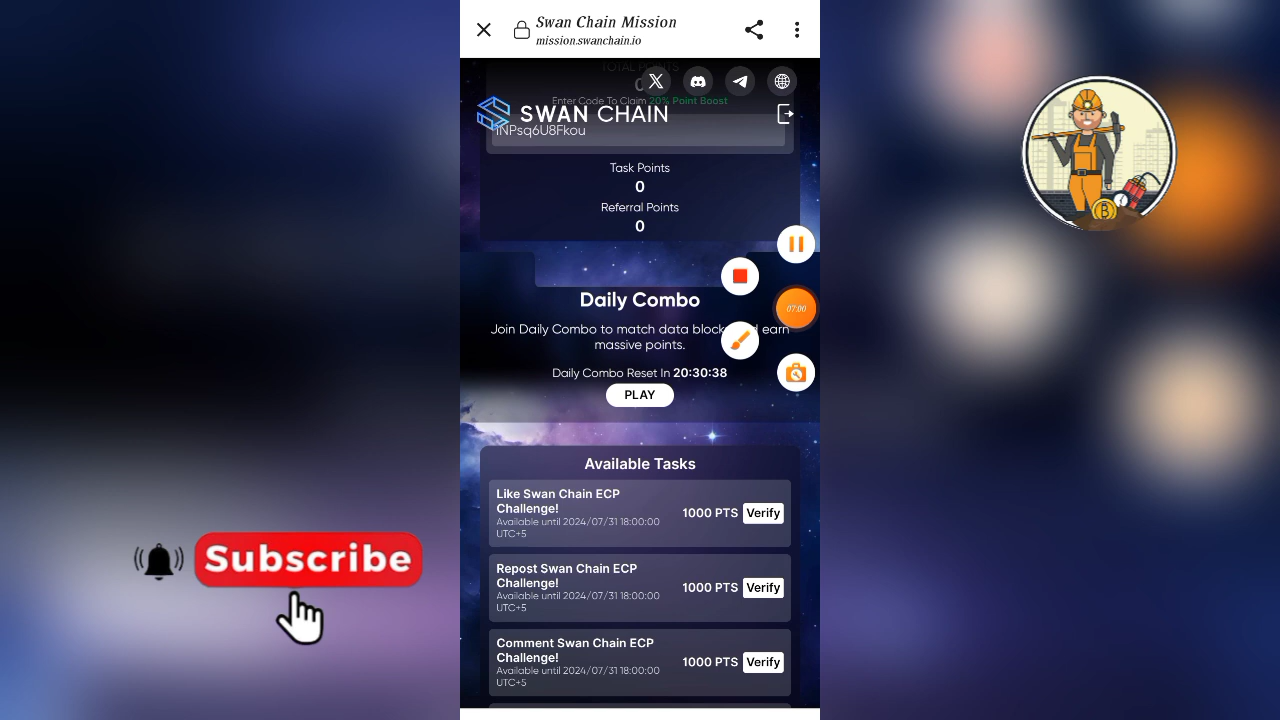 Swan Chain Mission
mission.swanchain.io
TOTAL POINTS
Enter Code To Claim 20% Point Boost
SWAN CHAIN
iNPsq6U8Fkou
Task Points
0
Referral Points
0
07:00
Daily Combo
Join Daily Combo to match data block earn
massive points.
Daily Combo Reset In 20:30:38
PLAY
Available Tasks
Like Swan Chain ECP
Challenge!
Available until 2024/07/31 18:00:00
UTC+5
1000 PTS Verify
Repost Swan Chain ECP
Challenge!
Available until 2024/07/31 18:00:00
UTC+5
1000 PTS Verify
Comment Swan Chain ECP
Challenge!
Available until 2024/07/31 18:00:00
UTC+5
1000 PTS Verify
Subscribe